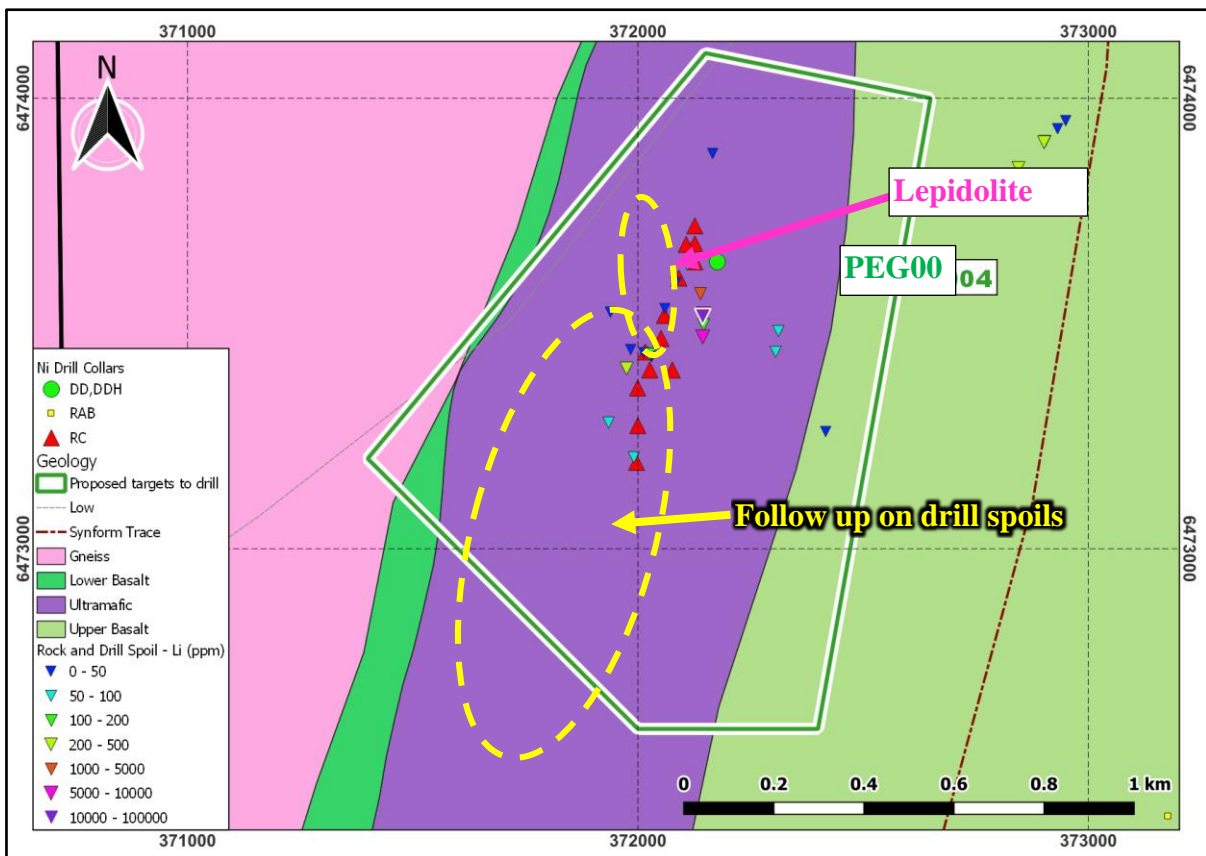 371000
372000
373000
N
6474000
6474000
Lepidolite
PEG00
04
Ni Drill Collars
DD,DDH
RAB
RC
Geology
Proposed targets to drill
Low
Synform Trace
Gneiss
Lower Basalt
Ultramafic
Upper Basalt
Rock and Drill Spoil - Li (ppm)
0 - 50
50 - 100
100 - 200
200 - 500
1000 - 5000
5000 - 10000
10000 - 100000
Follow up on drill spoils
6473000
6473000
0 0.2 0.4 0.6 0.8 1 km
371000
372000
373000